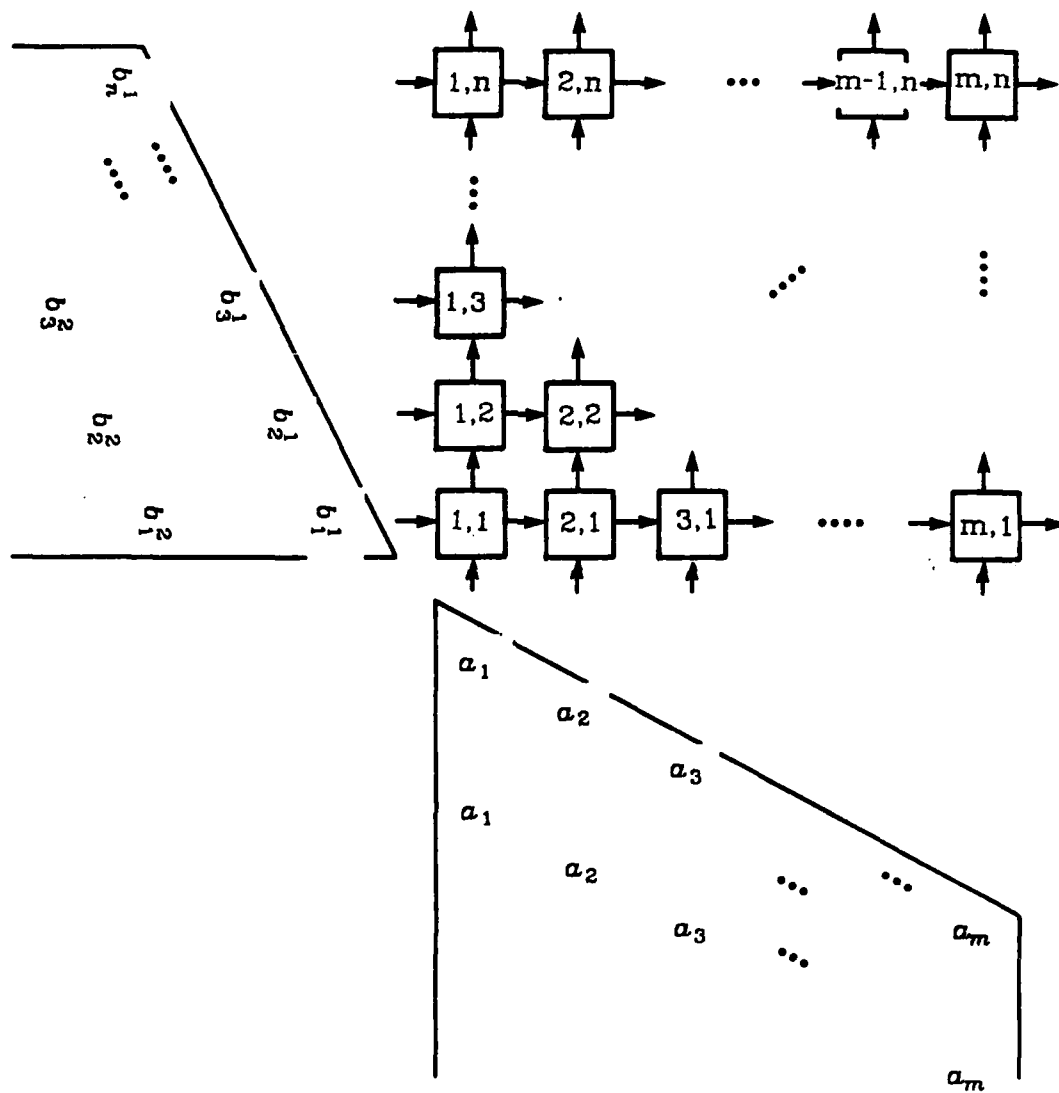 1,n 2,n ... m-1,n m,n
b_n^1
1,3
b_3^2 b_3^1
1,2 2,2
b_2^2 b_2^1
1,1 2,1 3,1 .... m,1
b_1^2 b_1^1
a_1
a_2
a_3
a_1
a_2
a_3 a_m
a_m